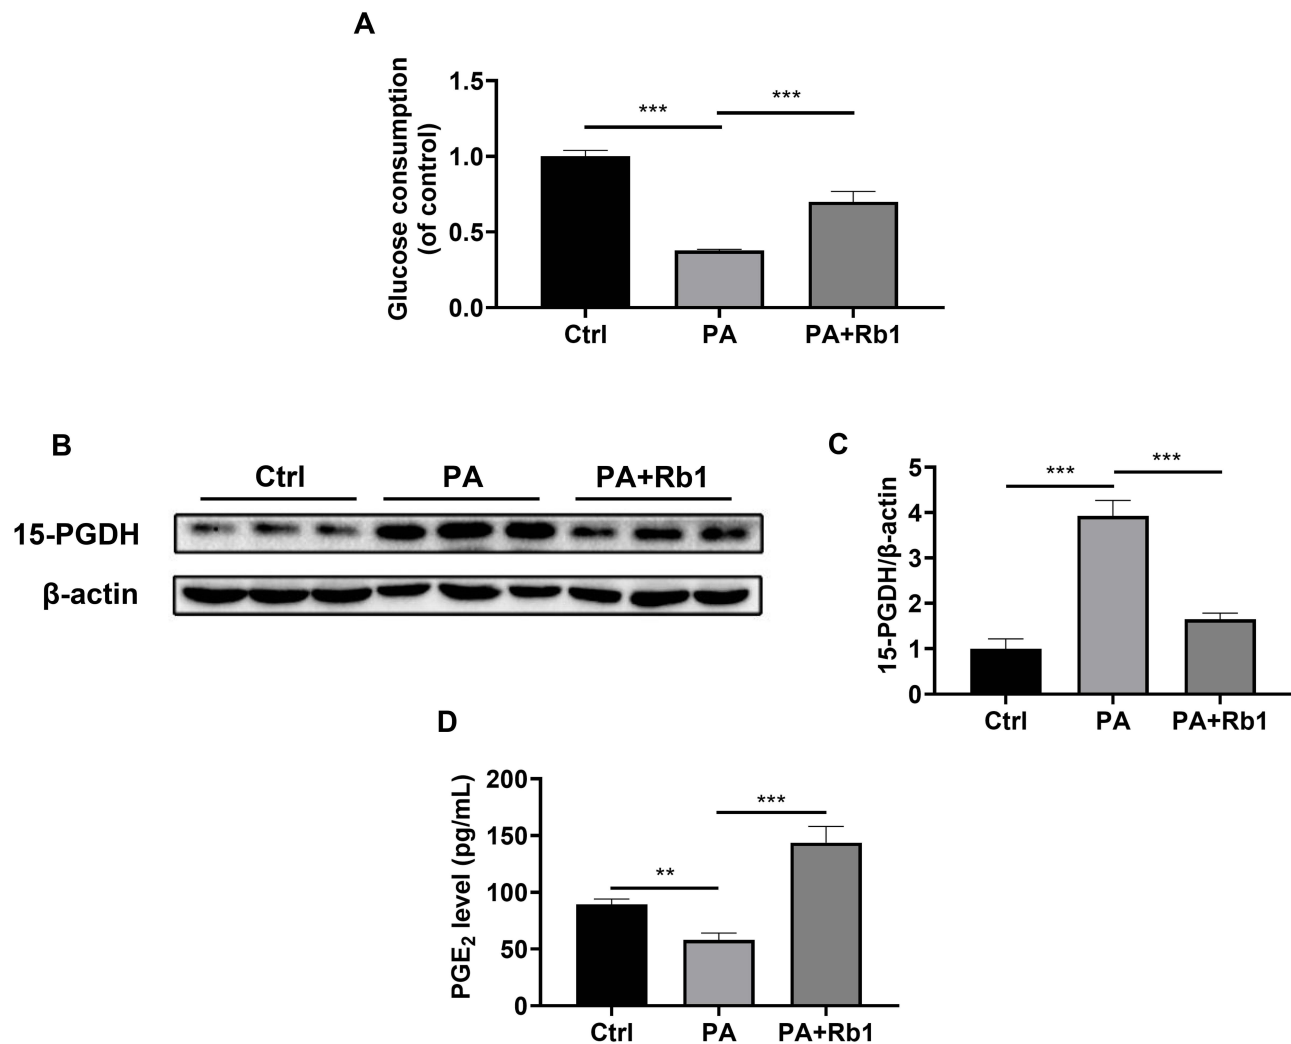 A
Glucose consumption
(of control)
1.5
1.0
0.5
0.0
***
***
Ctrl PA PA+Rb1
B
Ctrl PA PA+Rb1
15-PGDH
β-actin
C
15-PGDH/β-actin
5
4
3
2
1
0
***
***
Ctrl PA PA+Rb1
D
PGE₂ level (pg/mL)
200
150
100
50
0
**
***
Ctrl PA PA+Rb1